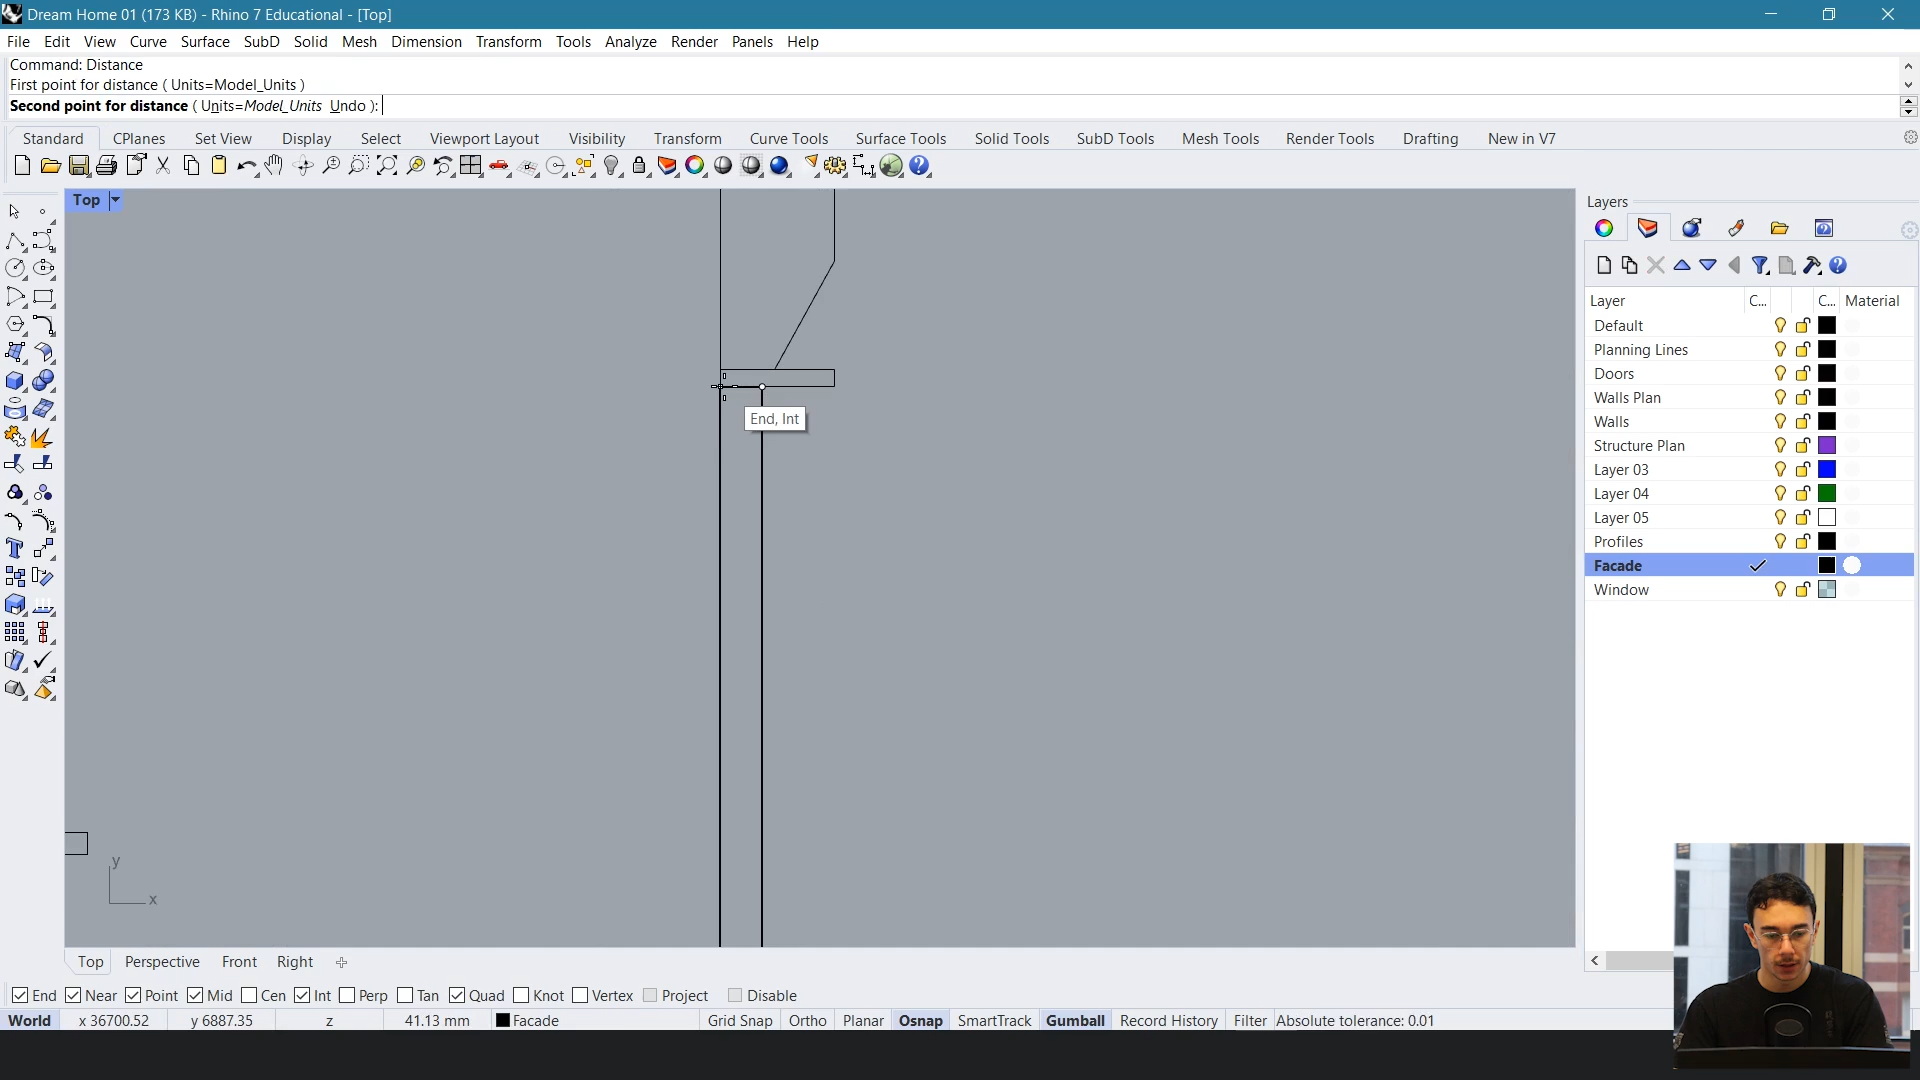 Dream Home 01 (173 KB) - Rhino 7 Educational - [Top]
File Edit View Curve Surface SubD Solid Mesh Dimension Transform Tools Analyze Render Panels Help
Command: Distance
First point for distance ( Units=Model_Units )
Second point for distance ( Units=Model_Units Undo ):
Standard CPlanes Set View Display Select Viewport Layout Visibility Transform Curve Tools Surface Tools Solid Tools SubD Tools Mesh Tools Render Tools Drafting New in V7
Top
Layers
Layer C... C... Material
Default
Planning Lines
Doors
Walls Plan
Walls
Structure Plan
Layer 03
Layer 04
Layer 05
Profiles
Facade
Window
End, Int
y
x
Top Perspective Front Right
End Near Point Mid Cen Int Perp Tan Quad Knot Vertex Project Disable
World x 36700.52 y 6887.35 z 41.13 mm Facade Grid Snap Ortho Planar Osnap SmartTrack Gumball Record History Filter Absolute tolerance: 0.01